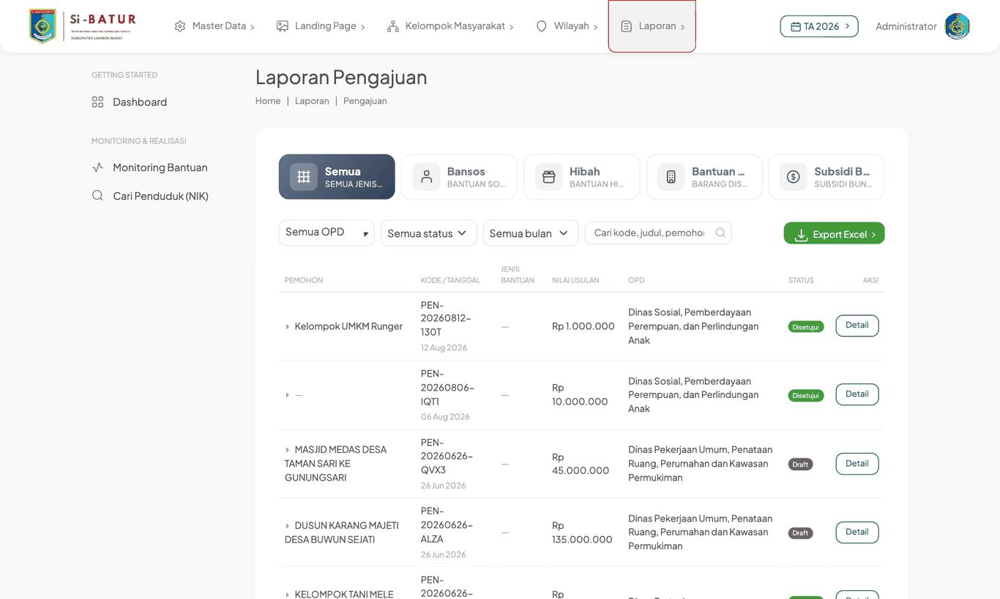 Si-BATUR
KABUPATEN LOMBOK BARAT
Master Data
Landing Page
Kelompok Masyarakat
Wilayah
Laporan
TA 2026
Administrator
GETTING STARTED
Dashboard
MONITORING & REALISASI
Monitoring Bantuan
Cari Penduduk (NIK)
Laporan Pengajuan
Home | Laporan | Pengajuan
Semua
SEMUA JENIS...
Bansos
BANTUAN SO...
Hibah
BANTUAN HI...
Bantuan ...
BARANG DIS...
Subsidi B...
SUBSIDI BUN...
Semua OPD
Semua status
Semua bulan
Cari kode, judul, pemohon
Export Excel
PEMOHON
KODE / TANGGAL
JENIS
BANTUAN
NILAI USULAN
OPD
STATUS
AKSI
Kelompok UMKM Runger
PEN-
20260812-
130T
12 Aug 2026
—
Rp 1.000.000
Dinas Sosial, Pemberdayaan
Perempuan, dan Perlindungan
Anak
Disetujui
Detail
—
PEN-
20260806-
IQT1
06 Aug 2026
—
Rp
10.000.000
Dinas Sosial, Pemberdayaan
Perempuan, dan Perlindungan
Anak
Disetujui
Detail
MASJID MEDAS DESA
TAMAN SARI KE
GUNUNGSARI
PEN-
20260626-
QVX3
26 Jun 2026
—
Rp
45.000.000
Dinas Pekerjaan Umum, Penataan
Ruang, Perumahan dan Kawasan
Permukiman
Draft
Detail
DUSUN KARANG MAJETI
DESA BUWUN SEJATI
PEN-
20260626-
ALZA
26 Jun 2026
—
Rp
135.000.000
Dinas Pekerjaan Umum, Penataan
Ruang, Perumahan dan Kawasan
Permukiman
Draft
Detail
KELOMPOK TANI MELE
PEN-
20260626-
Rp